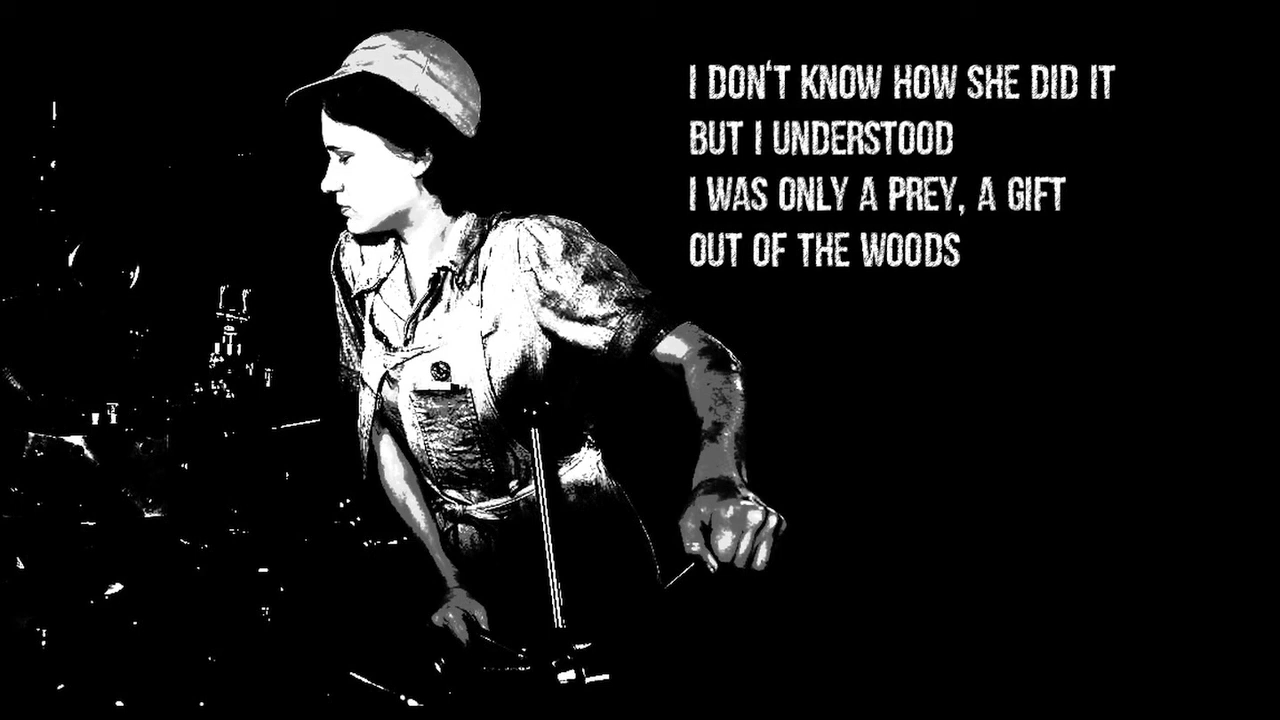 I DON'T KNOW HOW SHE DID IT
BUT I UNDERSTOOD
I WAS ONLY A PREY, A GIFT
OUT OF THE WOODS